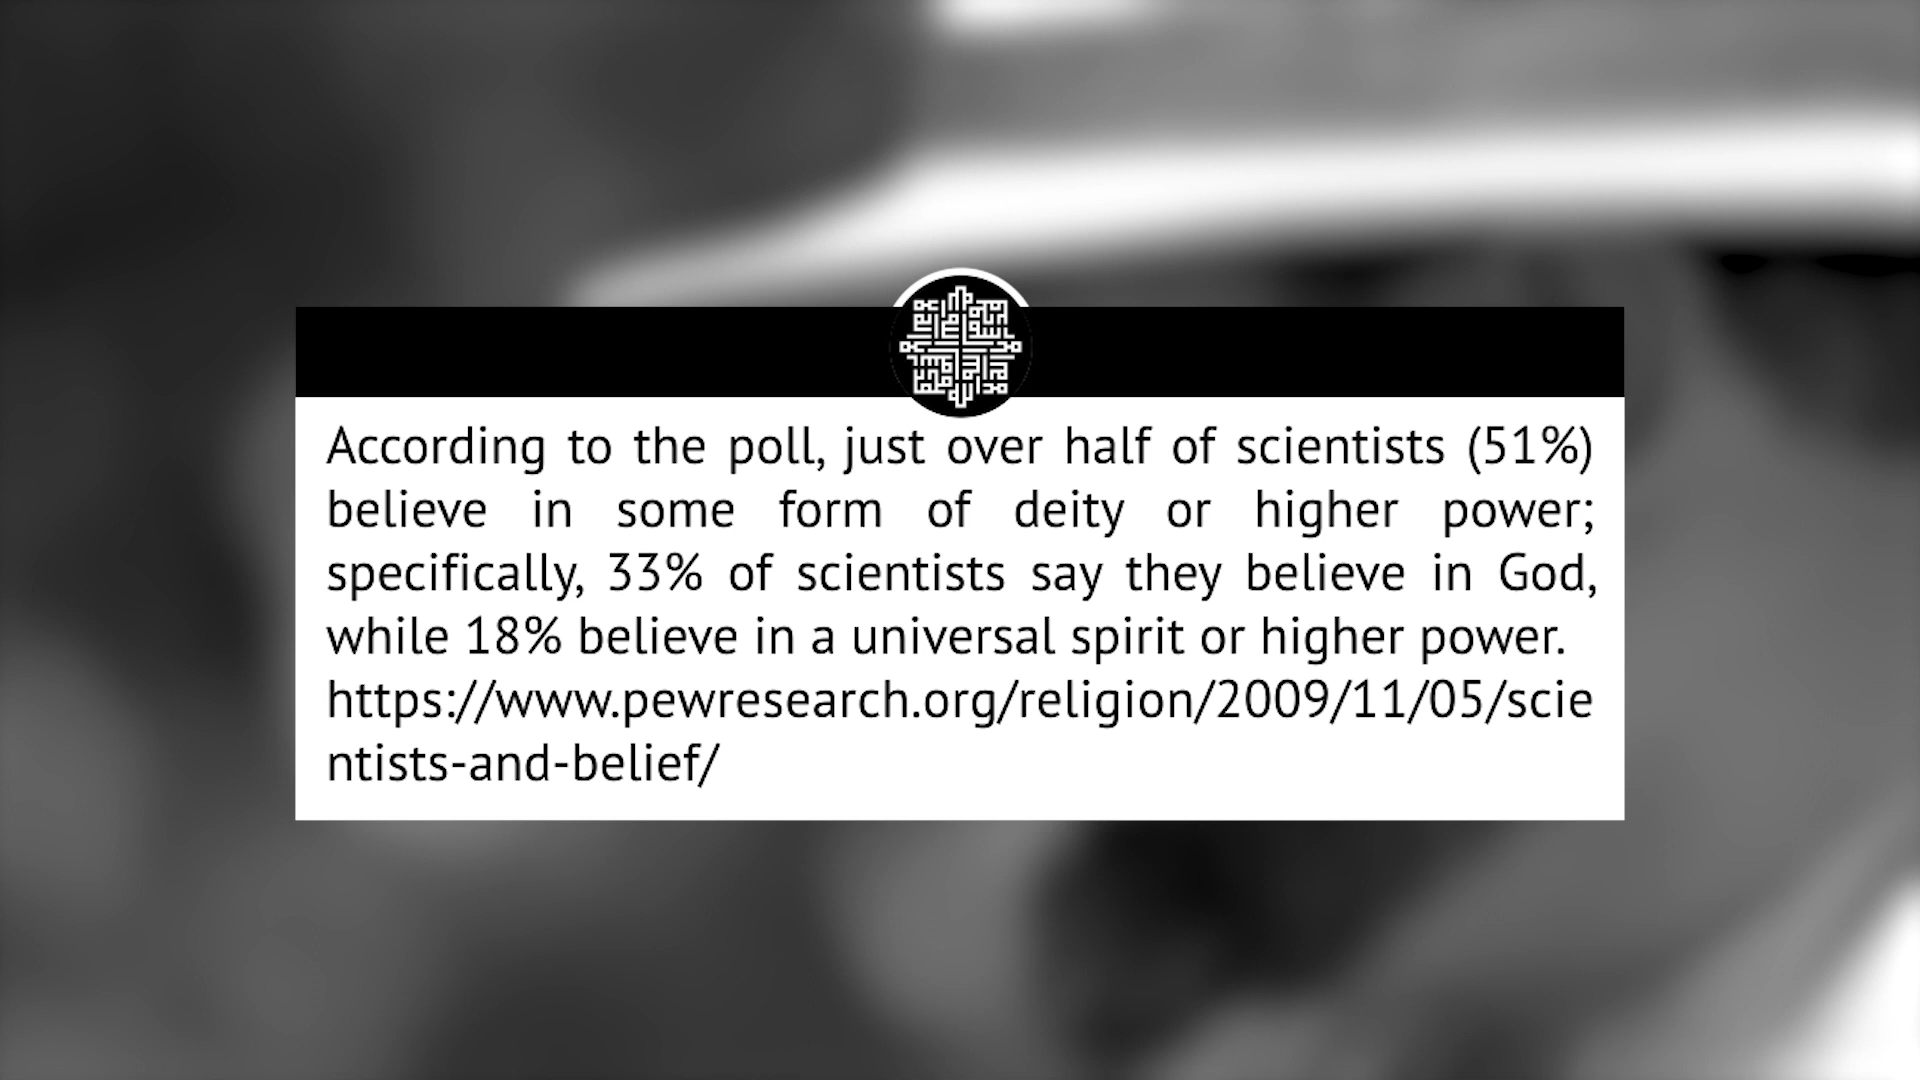 According to the poll, just over half of scientists (51%)
believe in some form of deity or higher power;
specifically, 33% of scientists say they believe in God,
while 18% believe in a universal spirit or higher power.
https://www.pewresearch.org/religion/2009/11/05/scie
ntists-and-belief/